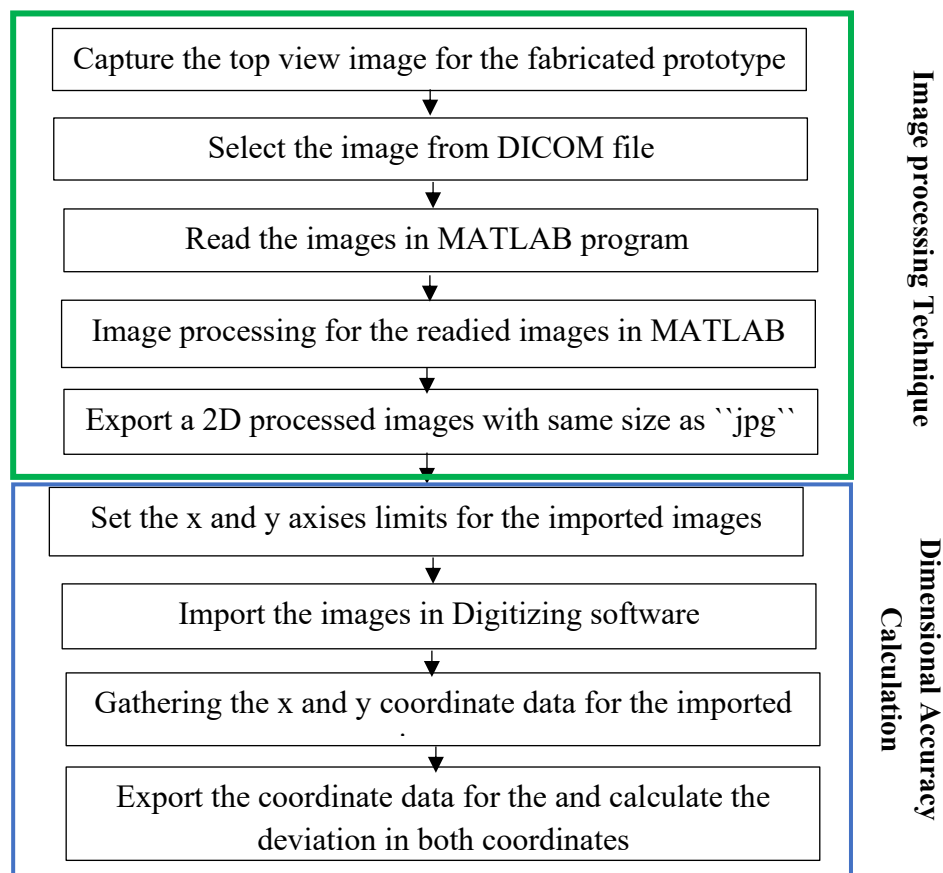 Capture the top view image for the fabricated prototype
Select the image from DICOM file
Read the images in MATLAB program
Image processing for the readied images in MATLAB
Export a 2D processed images with same size as ``jpg``
Image processing Technique
Set the x and y axises limits for the imported images
Import the images in Digitizing software
Gathering the x and y coordinate data for the imported
Export the coordinate data for the and calculate the
deviation in both coordinates
Dimensional Accuracy
Calculation